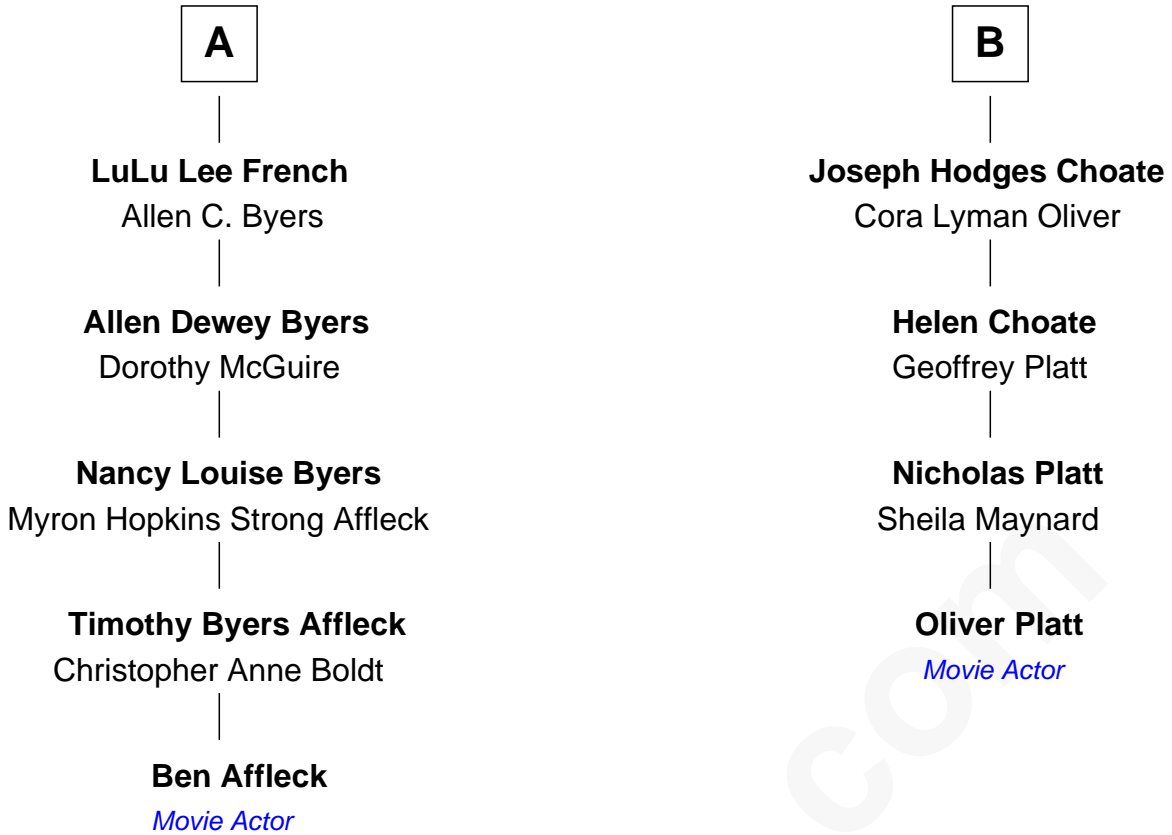 A
LuLu Lee French
Allen C. Byers
Allen Dewey Byers
Dorothy McGuire
Nancy Louise Byers
Myron Hopkins Strong Affleck
Timothy Byers Affleck
Christopher Anne Boldt
Ben Affleck
Movie Actor
B
Joseph Hodges Choate
Cora Lyman Oliver
Helen Choate
Geoffrey Platt
Nicholas Platt
Sheila Maynard
Oliver Platt
Movie Actor
com